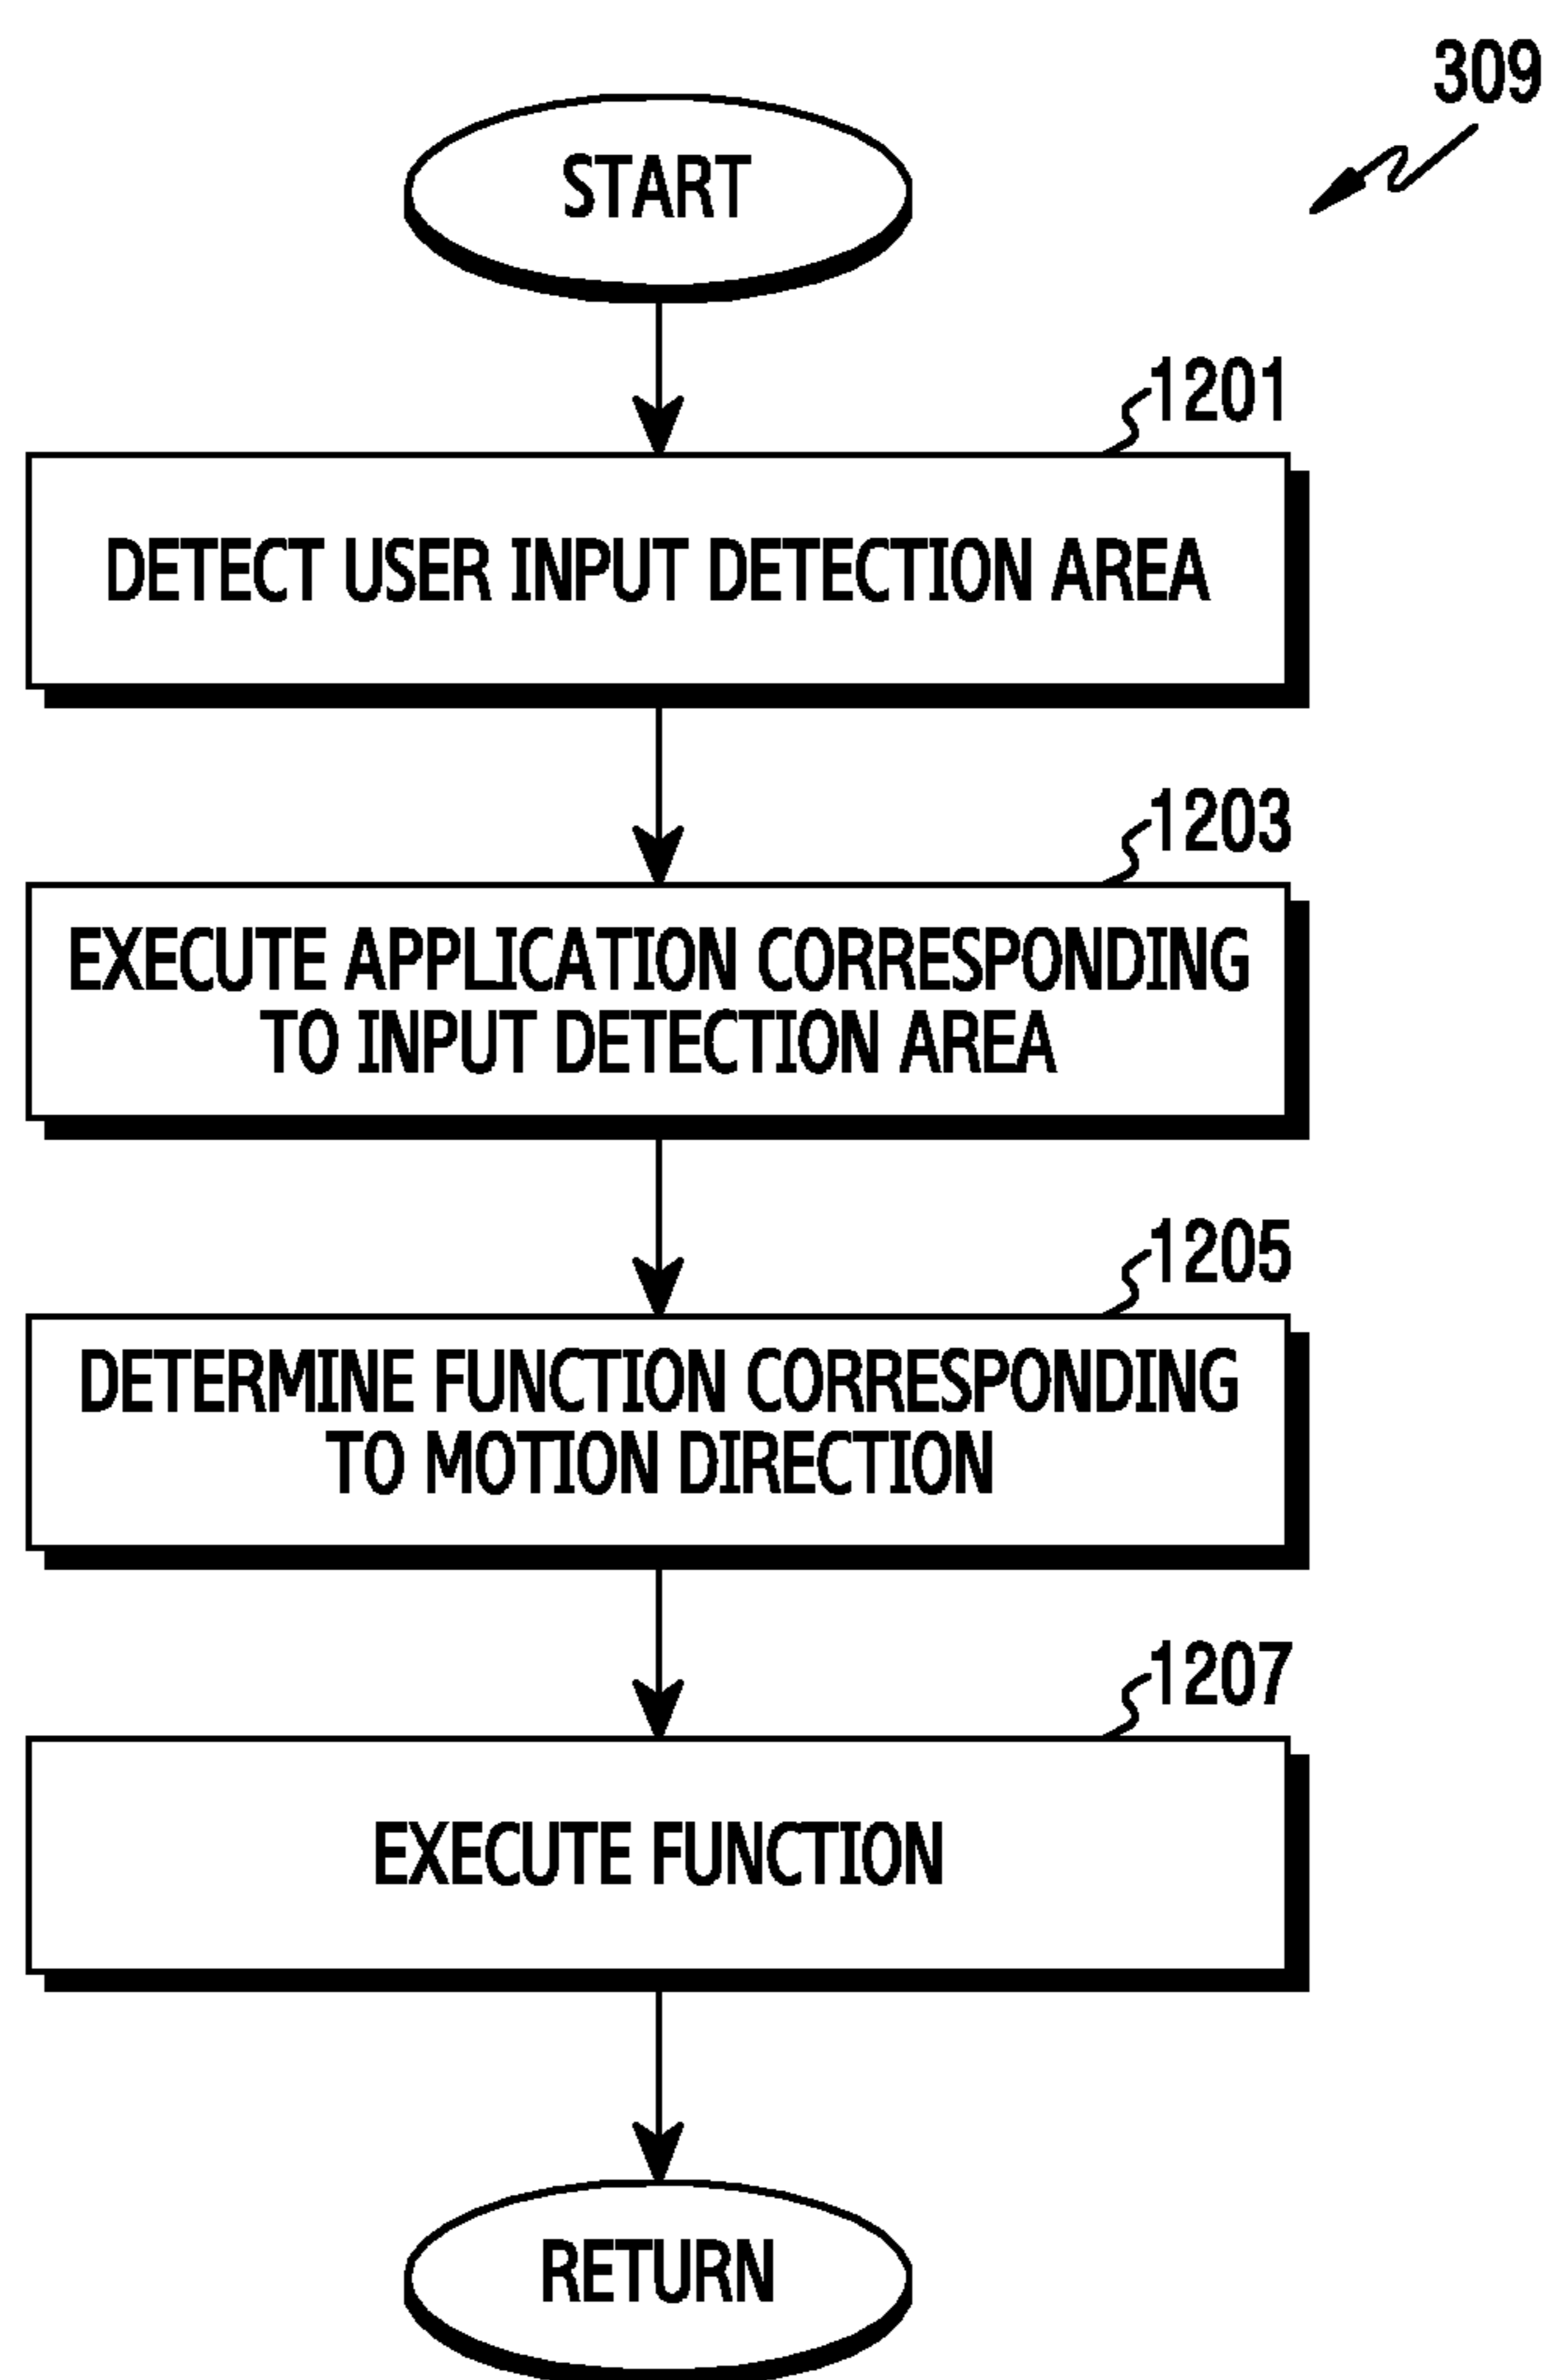 309
START
1201
DETECT USER INPUT DETECTION AREA
1203
EXECUTE APPLICATION CORRESPONDING
TO INPUT DETECTION AREA
1205
DETERMINE FUNCTION CORRESPONDING
TO MOTION DIRECTION
1207
EXECUTE FUNCTION
RETURN